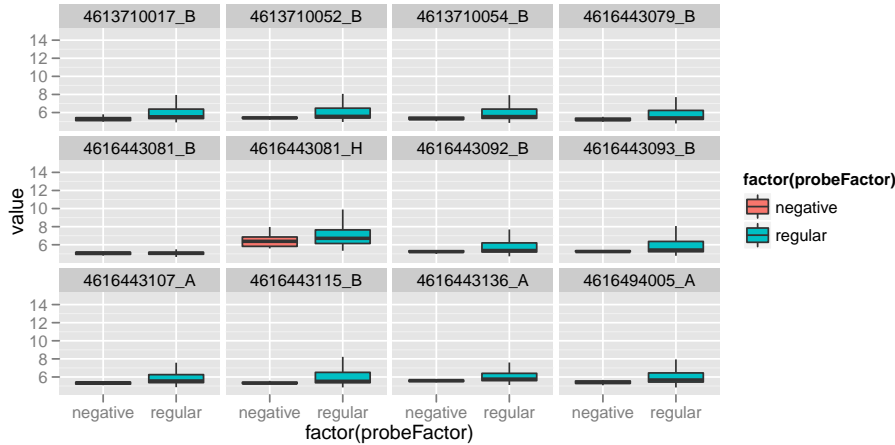 4613710017_B 4613710052_B 4613710054_B 4616443079_B
14
12
10
8
6
4616443081_B 4616443081_H 4616443092_B 4616443093_B
14
12
10
8
6
value
factor(probeFactor)
negative
regular
4616443107_A 4616443115_B 4616443136_A 4616494005_A
14
12
10
8
6
negative regular negative regular negative regular negative regular
factor(probeFactor)